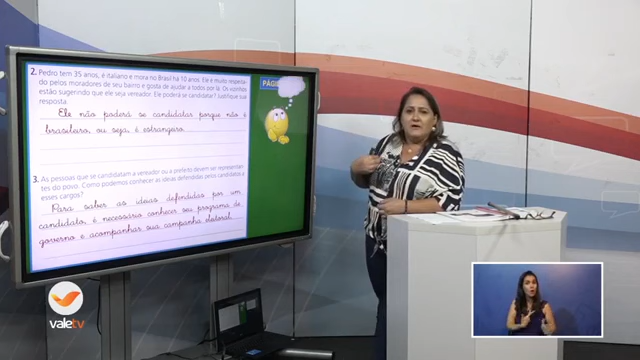 2. Pedro tem 35 anos, é italiano e mora no Brasil há 10 anos. Ele é muito respeita-
do pelos moradores de seu bairro e gosta de ajudar a todos por lá. Os vizinhos
estão sugerindo que ele seja vereador. Ele poderá se candidatar? Justifique sua
resposta.
Ele não poderá se candidatar porque não é
brasileiro, ou seja, é estrangeiro.
3. As pessoas que se candidatam a vereador ou a prefeito devem ser representan-
tes do povo. Como podemos conhecer as ideias defendidas pelos candidatos a
esses cargos?
Para saber as ideias defendidas por um
candidato, é necessário conhecer seu programa de
governo e acompanhar sua campanha eleitoral.
vale tv